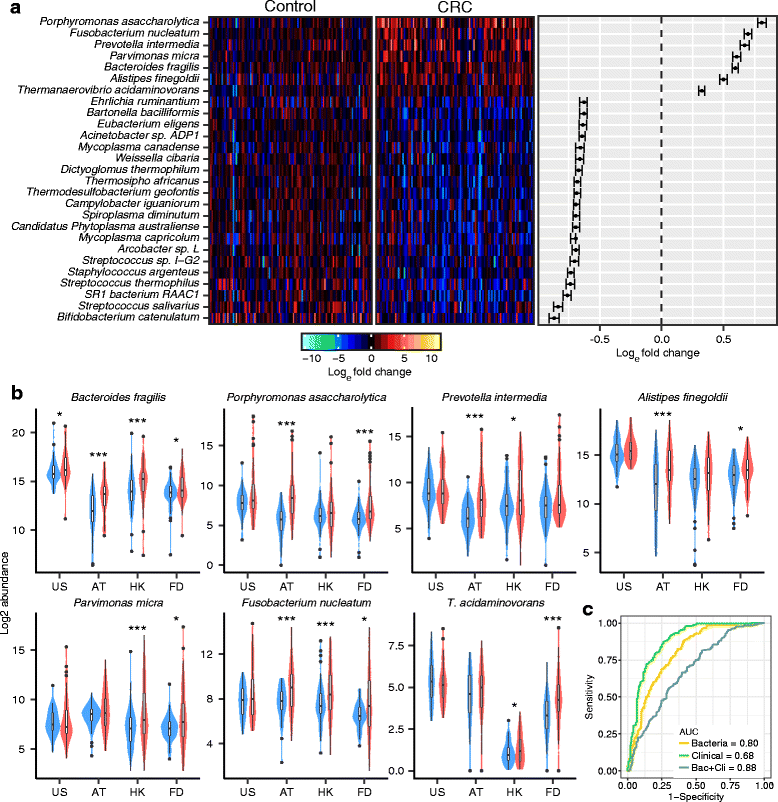 a
Control
CRC
Porphyromonas asaccharolytica
Fusobacterium nucleatum
Prevotella intermedia
Parvimonas micra
Bacteroides fragilis
Alistipes finegoldii
Thermanaerovibrio acidaminovorans
Ehrlichia ruminantium
Bartonella bacilliformis
Eubacterium eligens
Acinetobacter sp. ADP1
Mycoplasma canadense
Weissella cibaria
Dictyoglomus thermophilum
Thermosipho africanus
Thermodesulfobacterium geofontis
Campylobacter iguaniorum
Spiroplasma diminutum
Candidatus Phytoplasma australiense
Mycoplasma capricolum
Arcobacter sp. L
Streptococcus sp. I−G2
Staphylococcus argenteus
Streptococcus thermophilus
SR1 bacterium RAAC1
Streptococcus salivarius
Bifidobacterium catenulatum
−10 −5 0 5 10
Loge fold change
-0.5 0.0 0.5
Loge fold change
b
Log2 abundance
Bacteroides fragilis
* *** *** *
20
15
10
US AT HK FD
Porphyromonas asaccharolytica
*** ***
15
10
5
0
US AT HK FD
Prevotella intermedia
*** *
15
10
5
US AT HK FD
Alistipes finegoldii
*** *
20
15
10
5
US AT HK FD
Parvimonas micra
*** *
15
10
5
US AT HK FD
Fusobacterium nucleatum
*** *** *
12
8
4
US AT HK FD
T. acidaminovorans
* ***
7.5
5.0
2.5
0.0
US AT HK FD
c
Sensitivity
1.00
0.75
0.50
0.25
0.00
AUC
Bacteria = 0.80
Clinical = 0.68
Bac+Cli = 0.88
0.00 0.25 0.50 0.75 1.00
1−Specificity